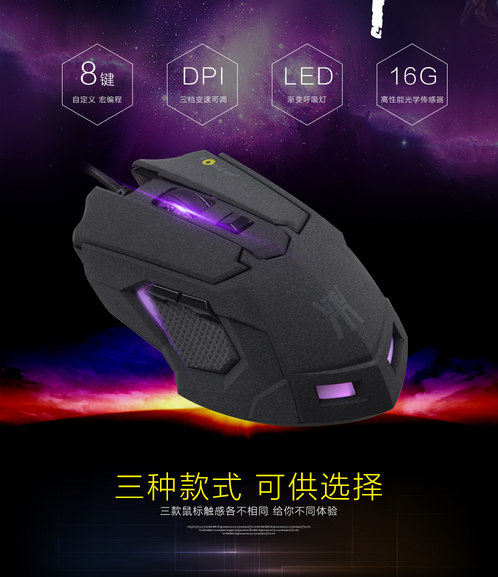 8键
自定义 宏编程
DPI
三档变速可调
LED
渐变呼吸灯
16G
高性能光学传感器
三种款式 可供选择
三款鼠标触感各不相同 给你不同体验